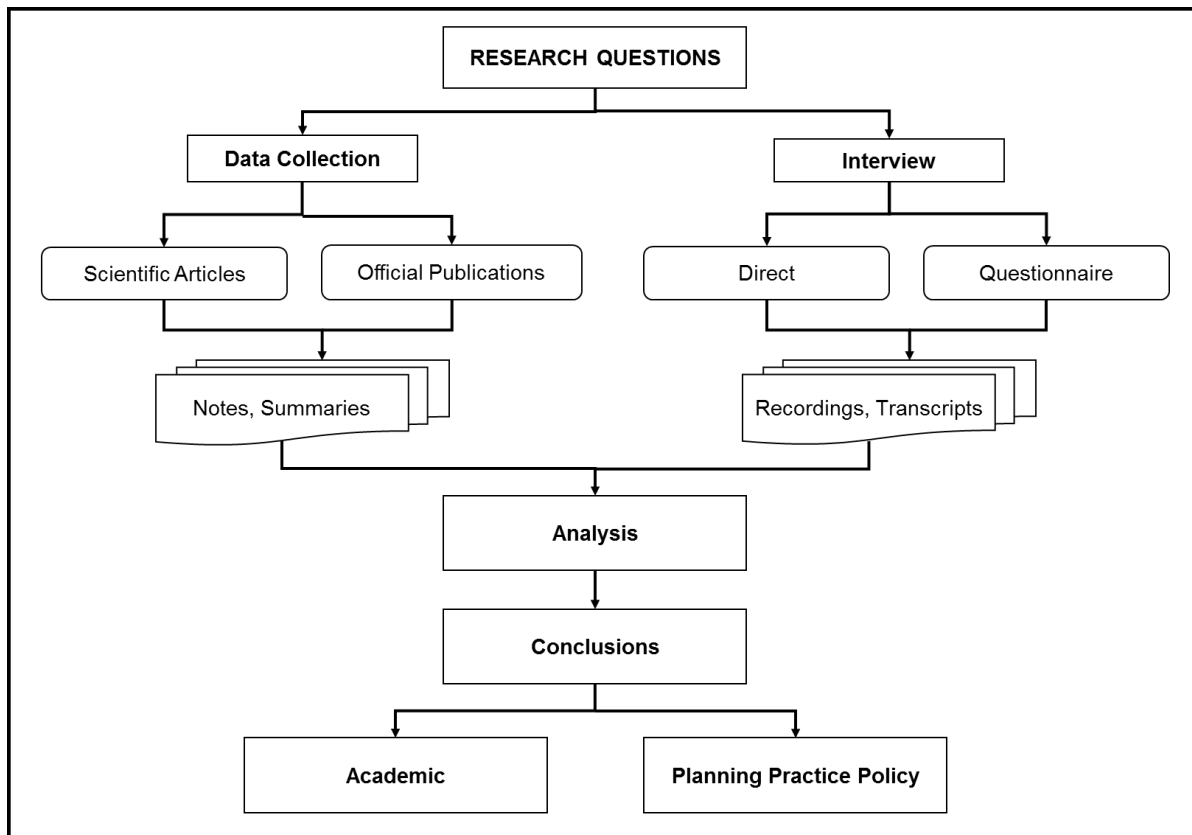 RESEARCH QUESTIONS
Data Collection
Interview
Scientific Articles
Official Publications
Direct
Questionnaire
Notes, Summaries
Recordings, Transcripts
Analysis
Conclusions
Academic
Planning Practice Policy